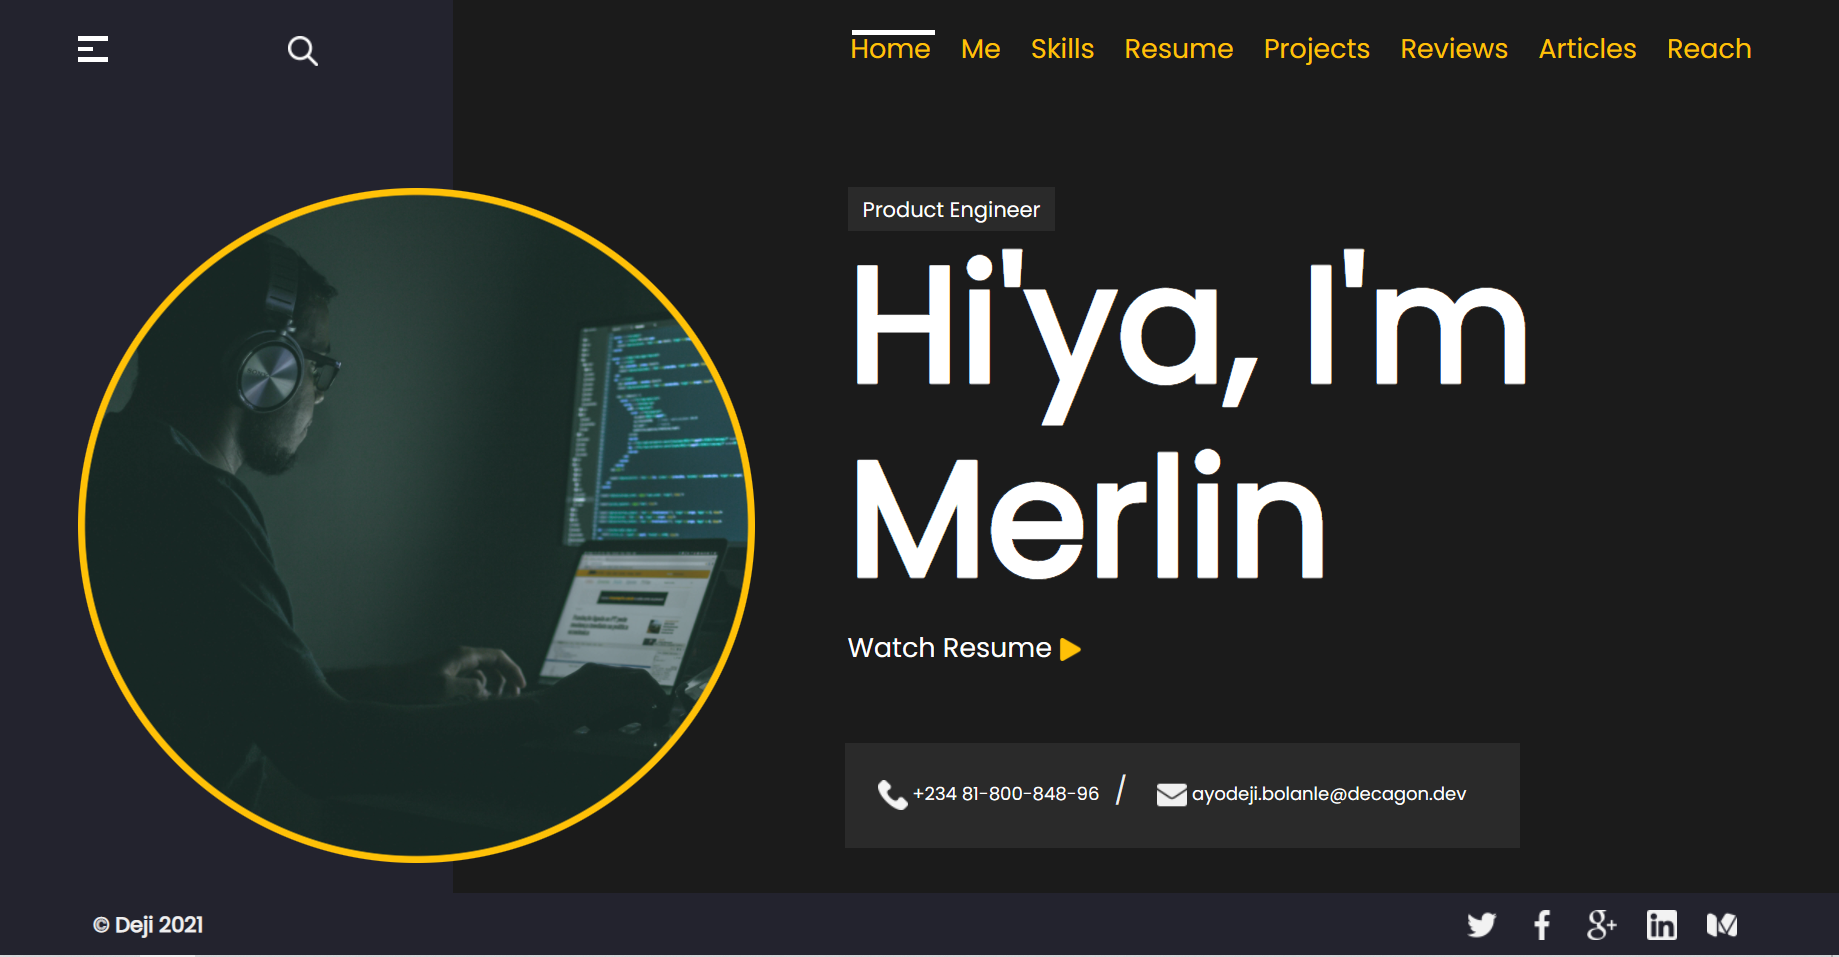 Home Me Skills Resume Projects Reviews Articles Reach
Product Engineer
Hi'ya, I'm
Merlin
Watch Resume
+234 81-800-848-96 / ayodeji.bolanle@decagon.dev
© Deji 2021